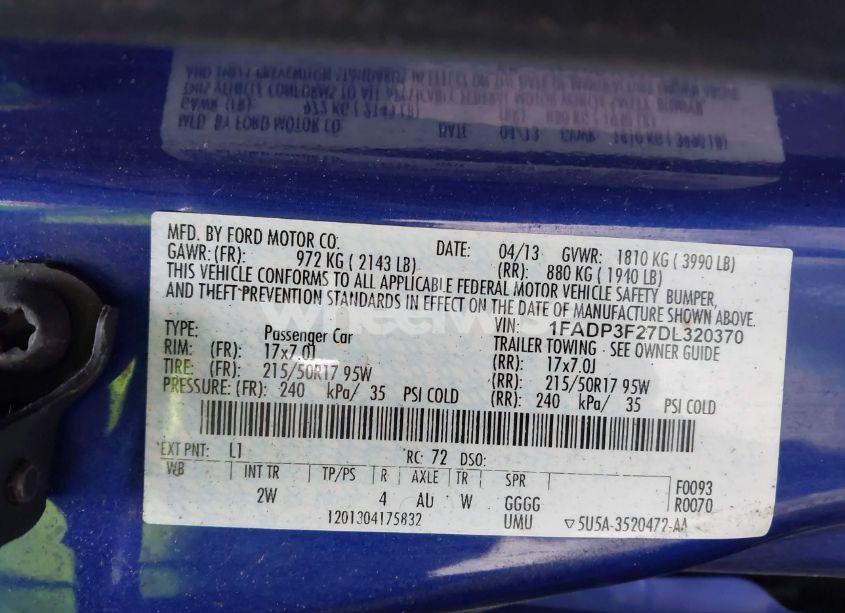 MFD. BY FORD MOTOR CO. DATE: 04/13 GVWR: 1810 KG ( 3990 LB)
GAWR: (FR): 972 KG ( 2143 LB) (RR): 880 KG ( 1940 LB)
THIS VEHICLE CONFORMS TO ALL APPLICABLE FEDERAL MOTOR VEHICLE SAFETY, BUMPER,
AND THEFT PREVENTION STANDARDS IN EFFECT ON THE DATE OF MANUFACTURE SHOWN ABOVE.
VIN: 1FADP3F27DL320370
TYPE: Passenger Car TRAILER TOWING - SEE OWNER GUIDE
RIM: (FR): 17x7.0J (RR): 17x7.0J
TIRE: (FR): 215/50R17 95W (RR): 215/50R17 95W
PRESSURE: (FR): 240 kPa/ 35 PSI COLD (RR): 240 kPa/ 35 PSI COLD
EXT PNT: L1 RC: 72 DSO:
WB INT TR TP/PS R AXLE TR SPR F0093
2W 4 AU W GGGG R0070
1201304175832 UMU ▽5U5A-3520472-AA